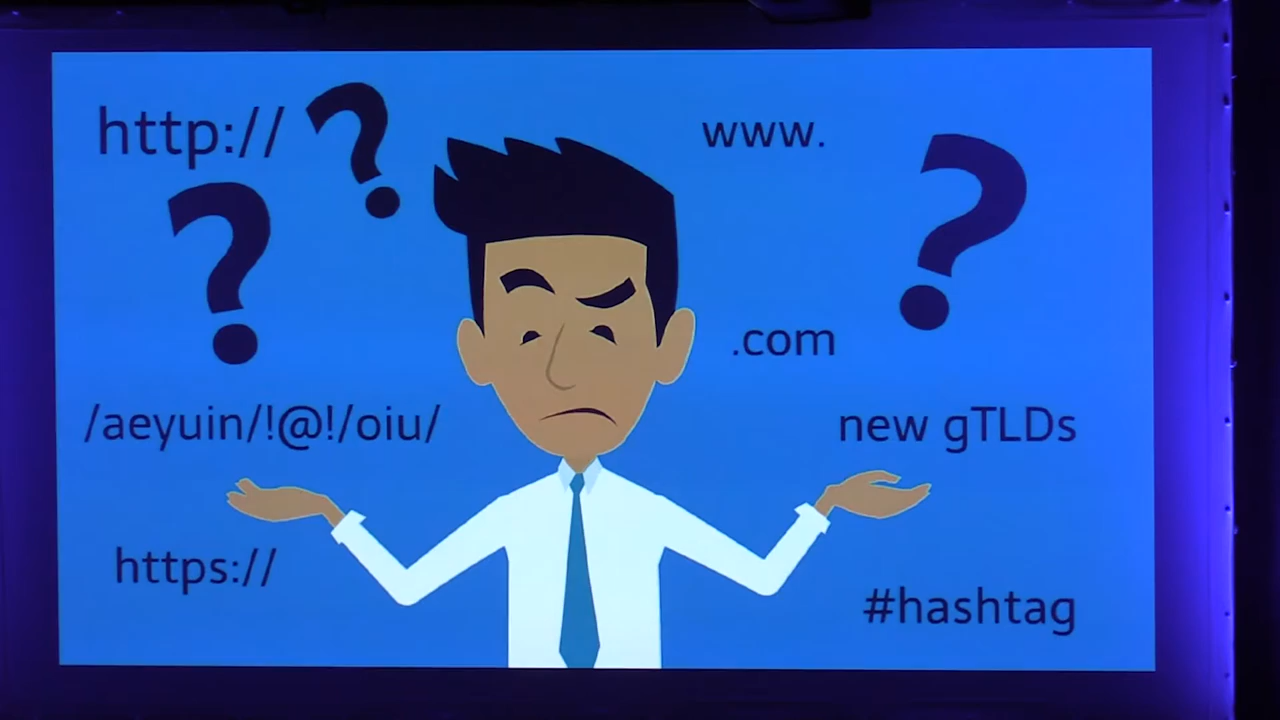 http://
?
www.
?
?
.com
/aeyuin/!@!/oiu/
new gTLDs
https://
#hashtag